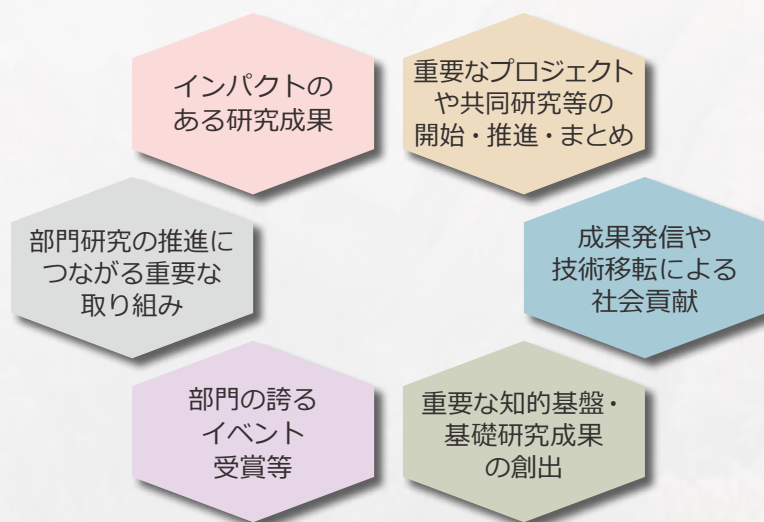 インパクトの
ある研究成果
重要なプロジェクト
や共同研究等の
開始・推進・まとめ
部門研究の推進に
つながる重要な
取り組み
成果発信や
技術移転による
社会貢献
部門の誇る
イベント
受賞等
重要な知的基盤・
基礎研究成果
の創出